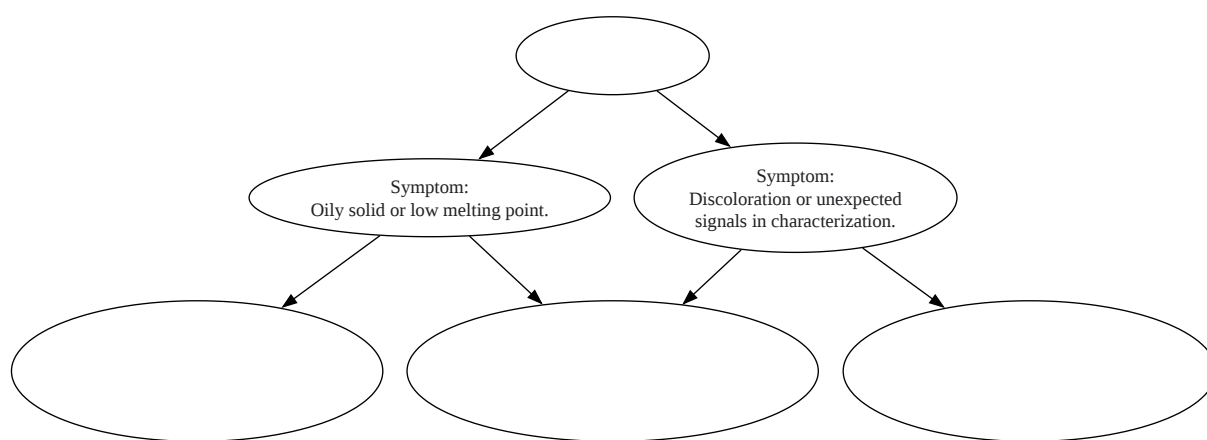 Symptom:
Oily solid or low melting point.
Symptom:
Discoloration or unexpected
signals in characterization.